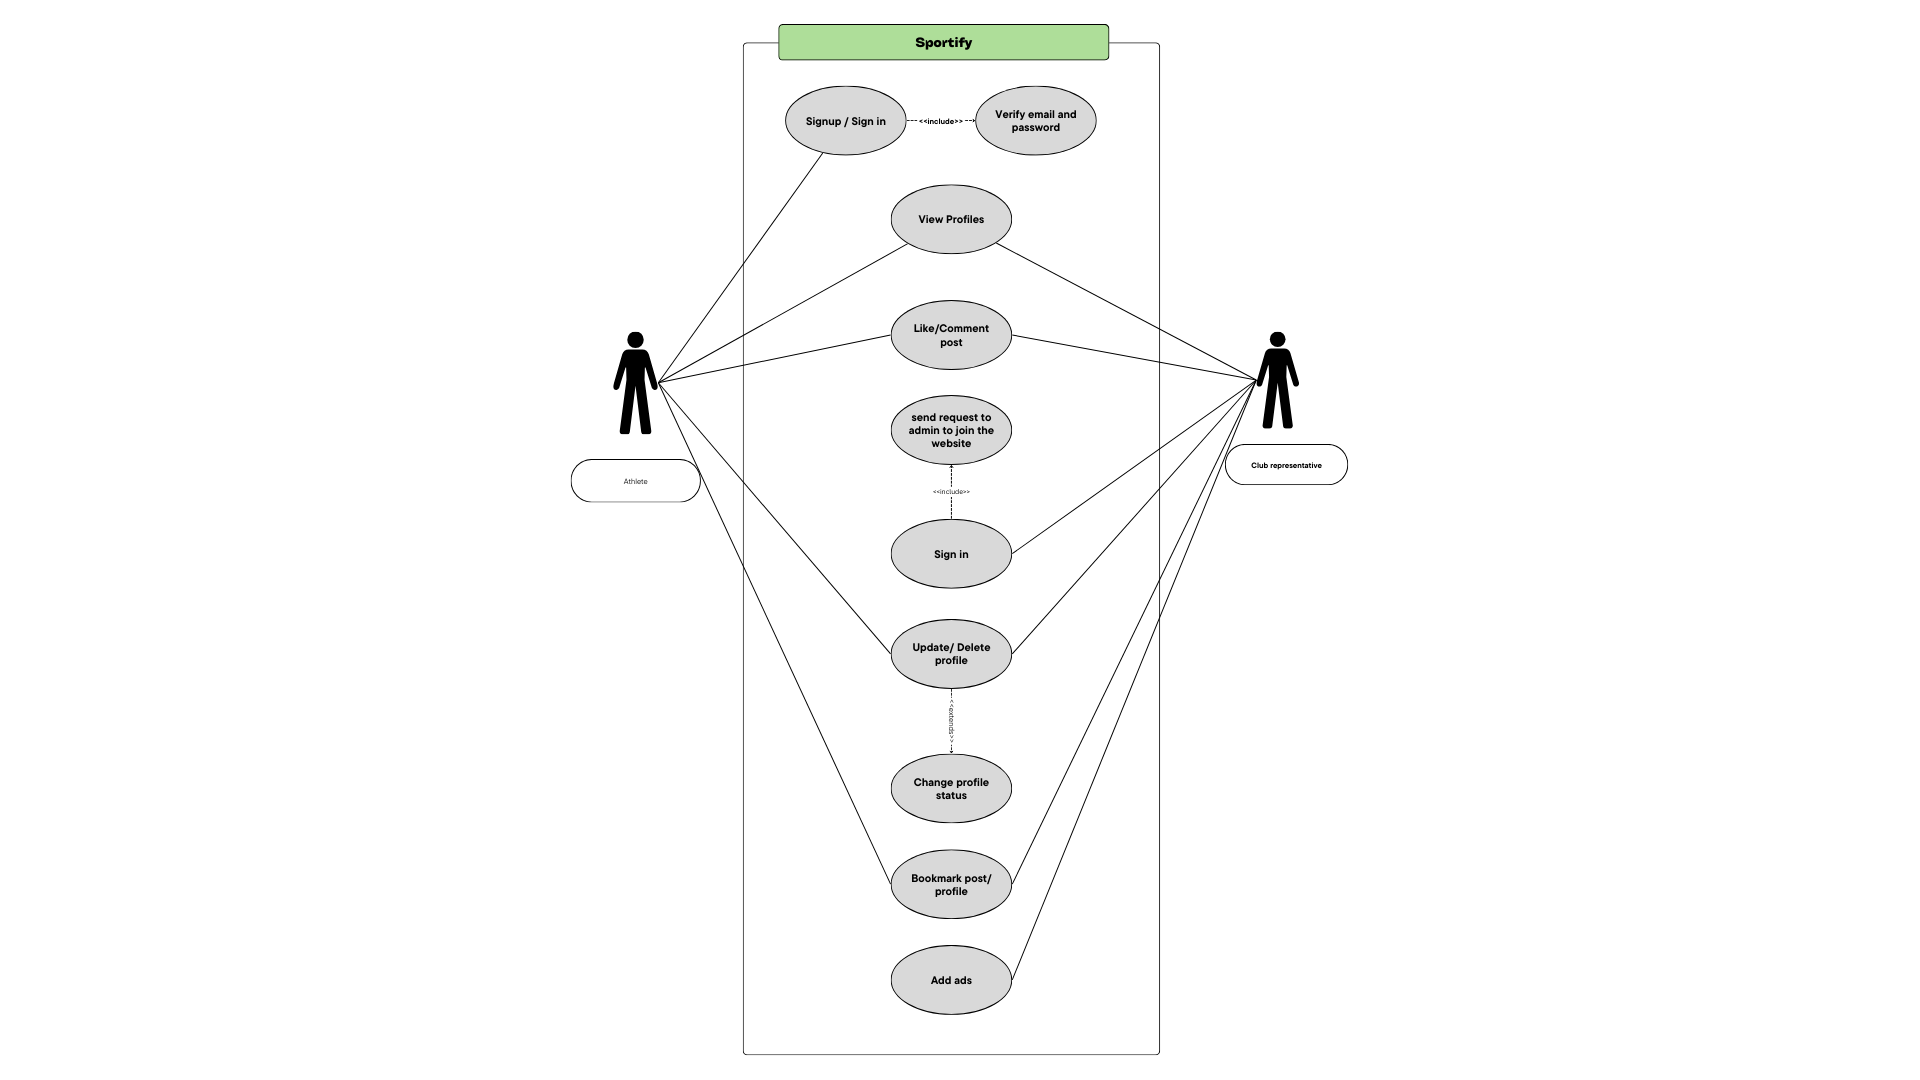 Sportify
Signup / Sign in
<<include>>
Verify email and
password
View Profiles
Like/Comment
post
send request to
admin to join the
website
Athlete
Club representative
<<include>>
Sign in
Update/ Delete
profile
<<extends>>
Change profile
status
Bookmark post/
profile
Add ads